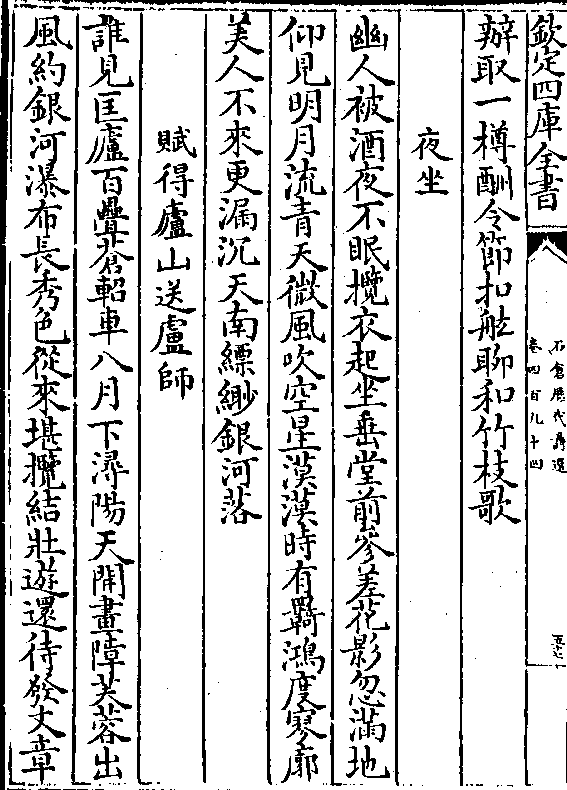 欽定四庫全書
石倉歷代詩選
卷四百九十四
辦取一樽酬令節扣舷聊和竹枝歌
夜坐
幽人被酒夜不眠攬衣起坐垂堂前參差花影忽滿地
仰見明月流青天微風吹空星漠漠時有羇鴻度寥廓
美人不來更漏沉天南縹緲銀河落
賦得廬山送盧師
誰見匡廬百疊蒼軺車八月下潯陽天開畫障芙蓉出
風約銀河瀑布長秀色從來堪攬結壯遊還待發文章